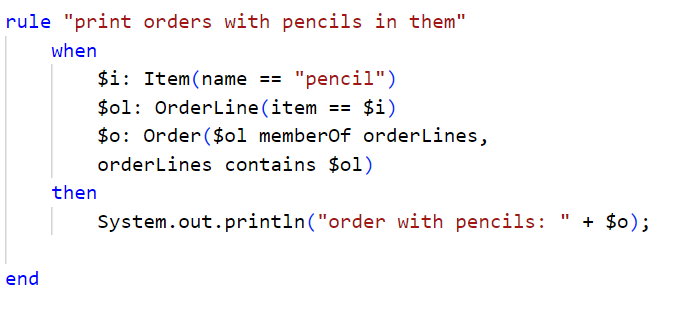 rule "print orders with pencils in them"
    when
        $i: Item(name == "pencil")
        $ol: OrderLine(item == $i)
        $o: Order($ol memberOf orderLines,
        orderLines contains $ol)
    then
        System.out.println("order with pencils: " + $o);
end